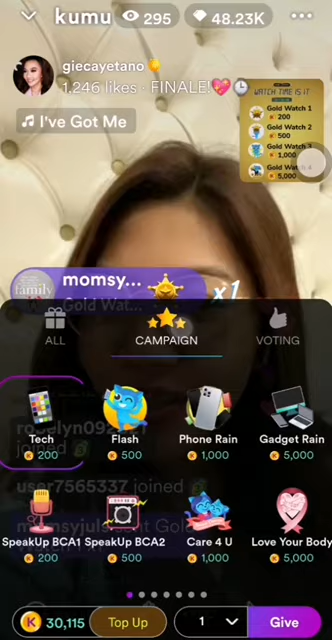 kumu
295
48.23K
giecayetano
1,246 likes · FINALE!
WATCH TIME IS IT
Gold Watch 1
200
Gold Watch 2
500
Gold Watch 3
1,000
5,000
I've Got Me
family
momsy...
x1
Gold Wat...
ALL
CAMPAIGN
VOTING
Tech
200
Flash
500
Phone Rain
1,000
Gadget Rain
5,000
joined
user7565337 joined
SpeakUp BCA1
200
SpeakUp BCA2
500
Care 4 U
1,000
Love Your Body
5,000
K 30,115
Top Up
1
Give